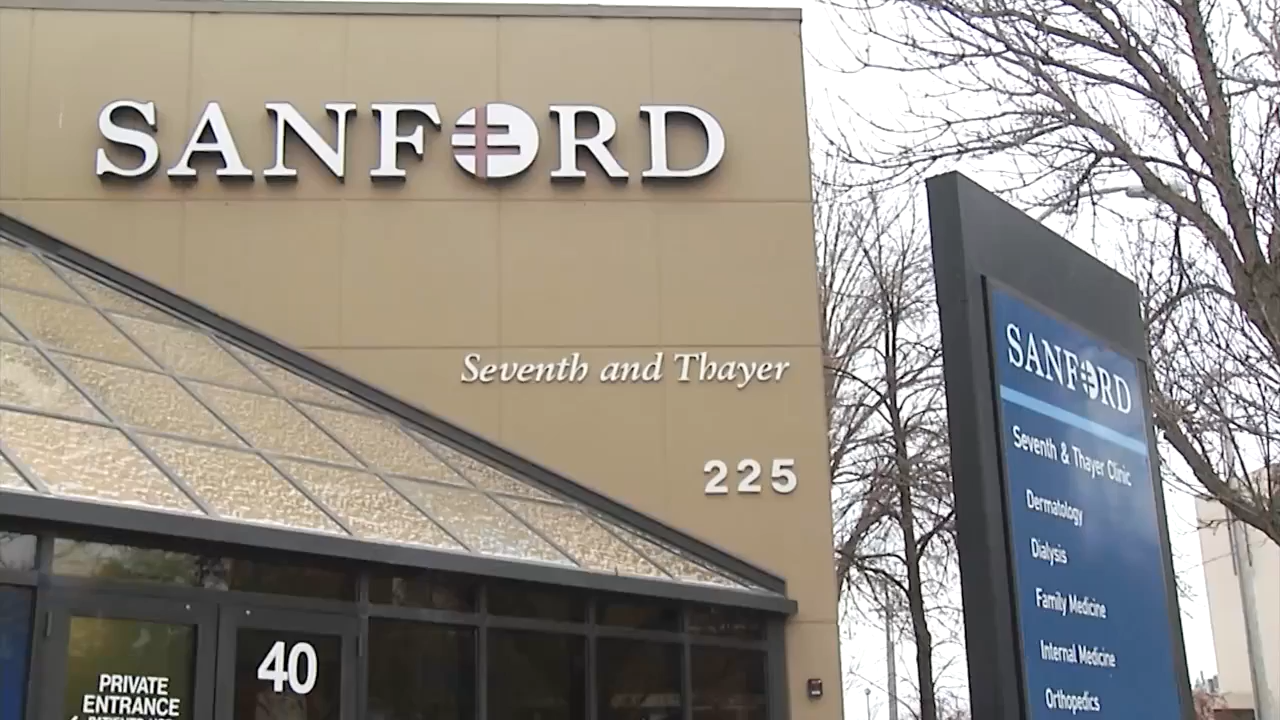 SANFORD
Seventh and Thayer
225
40
PRIVATE
ENTRANCE
SANFORD
Seventh & Thayer Clinic
Dermatology
Dialysis
Family Medicine
Internal Medicine
Orthopedics